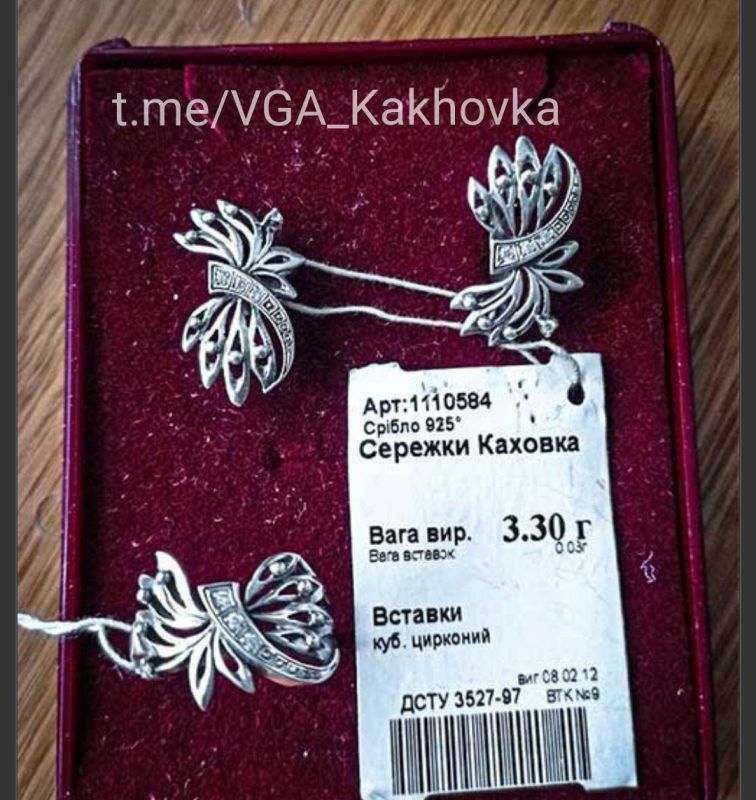 t.me/VGA_Kakhovka
Арт:1110584
Срібло 925°
Сережки Каховка
Вага вир. 3.30 г
Вага вставок 0.03г
Вставки
куб. цирконий
виг 08.02.12
ДСТУ 3527-97 ВТК №9